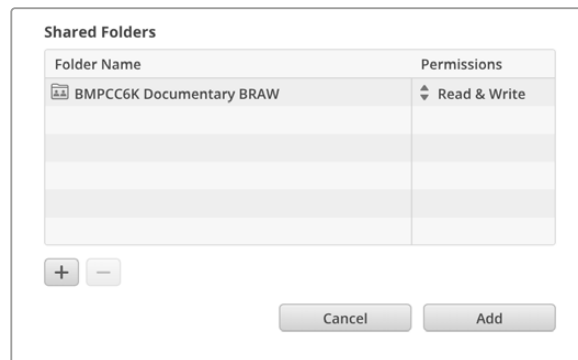 Shared Folders
Folder Name Permissions
BMPCC6K Documentary BRAW Read & Write
Cancel Add